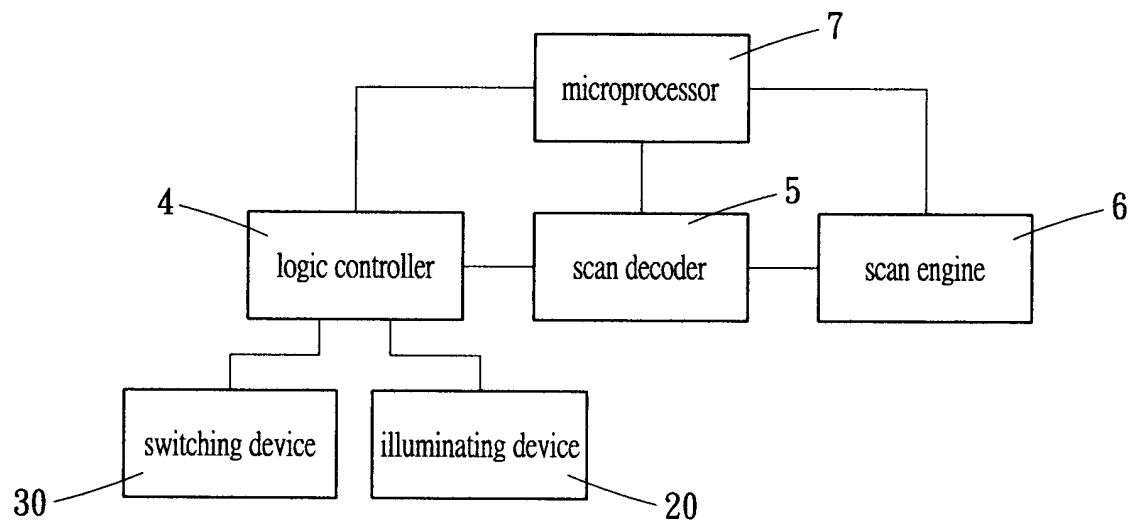 7
microprocessor
4
5
6
logic controller
scan decoder
scan engine
switching device
illuminating device
30
20